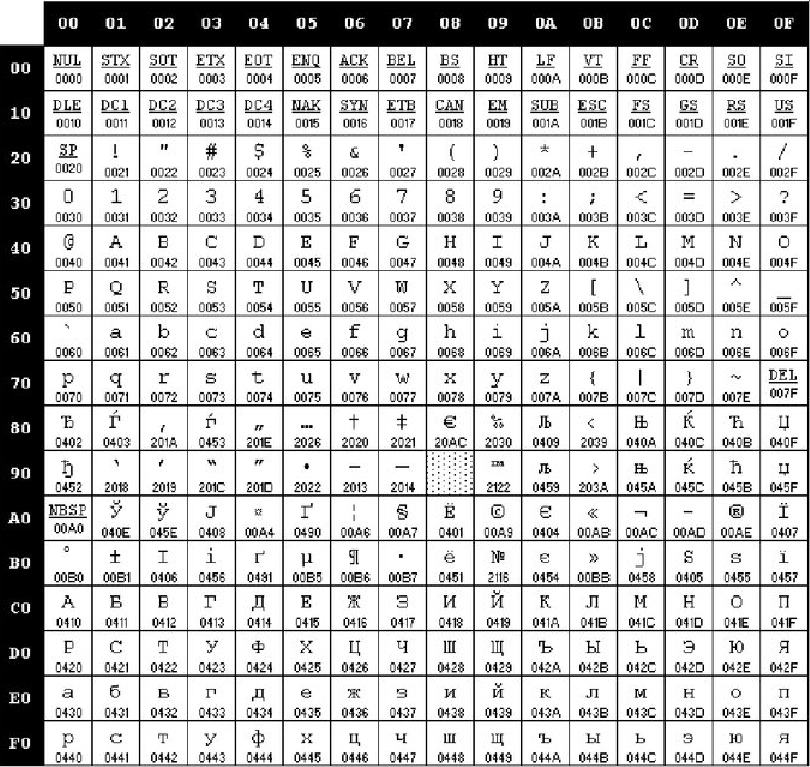 00 01 02 03 04 05 06 07 08 09 0A 0B 0C 0D 0E 0F
00 NUL STX SOT ETX EOT ENQ ACK BEL BS HT LF VT FF CR SO SI
0000 0001 0002 0003 0004 0005 0006 0007 0008 0009 000A 000B 000C 000D 000E 000F
10 DLE DC1 DC2 DC3 DC4 NAK SYN ETB CAN EM SUB ESC FS GS RS US
0010 0011 0012 0013 0014 0015 0016 0017 0018 0019 001A 001B 001C 001D 001E 001F
20 SP ! " # $ % & ' ( ) * + , - . /
0020 0021 0022 0023 0024 0025 0026 0027 0028 0029 002A 002B 002C 002D 002E 002F
30 0 1 2 3 4 5 6 7 8 9 : ; < = > ?
0030 0031 0032 0033 0034 0035 0036 0037 0038 0039 003A 003B 003C 003D 003E 003F
40 @ A B C D E F G H I J K L M N O
0040 0041 0042 0043 0044 0045 0046 0047 0048 0049 004A 004B 004C 004D 004E 004F
50 P Q R S T U V W X Y Z [ \ ] ^ _
0050 0051 0052 0053 0054 0055 0056 0057 0058 0059 005A 005B 005C 005D 005E 005F
60 ` a b c d e f g h i j k l m n o
0060 0061 0062 0063 0064 0065 0066 0067 0068 0069 006A 006B 006C 006D 006E 006F
70 p q r s t u v w x y z { | } ~ DEL
0070 0071 0072 0073 0074 0075 0076 0077 0078 0079 007A 007B 007C 007D 007E 007F
80 Ђ Ѓ ‚ ѓ „ … † ‡ € ‰ Љ ‹ Њ Ќ Ћ Џ
0402 0403 201A 0453 201E 2026 2020 2021 20AC 2030 0409 2039 040A 040C 040B 040F
90 ђ ‘ ’ “ ” • – — ™ љ › њ ќ ћ џ
0452 2018 2019 201C 201D 2022 2013 2014 2122 0459 203A 045A 045C 045B 045F
A0 NBSP Ў ў Ј ¤ Ґ ¦ § Ё © Є « ¬ - ® Ї
00A0 040E 045E 0408 00A4 0490 00A6 00A7 0401 00A9 0404 00AB 00AC 00AD 00AE 0407
B0 ° ± І і ґ µ ¶ · ё № є » ј Ѕ ѕ ї
00B0 00B1 0406 0456 0491 00B5 00B6 00B7 0451 2116 0454 00BB 0458 0405 0455 0457
C0 А Б В Г Д Е Ж З И Й К Л М Н О П
0410 0411 0412 0413 0414 0415 0416 0417 0418 0419 041A 041B 041C 041D 041E 041F
D0 Р С Т У Ф Х Ц Ч Ш Щ Ъ Ы Ь Э Ю Я
0420 0421 0422 0423 0424 0425 0426 0427 0428 0429 042A 042B 042C 042D 042E 042F
E0 а б в г д е ж з и й к л м н о п
0430 0431 0432 0433 0434 0435 0436 0437 0438 0439 043A 043B 043C 043D 043E 043F
F0 р с т у ф х ц ч ш щ ъ ы ь э ю я
0440 0441 0442 0443 0444 0445 0446 0447 0448 0449 044A 044B 044C 044D 044E 044F